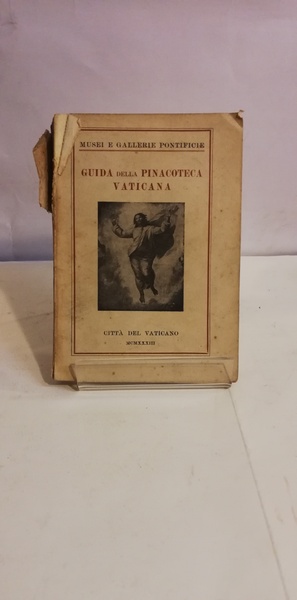 MUSEI E GALLERIE PONTIFICIE
GUIDA DELLA PINACOTECA
VATICANA
CITTÀ DEL VATICANO
MCMXXXIII